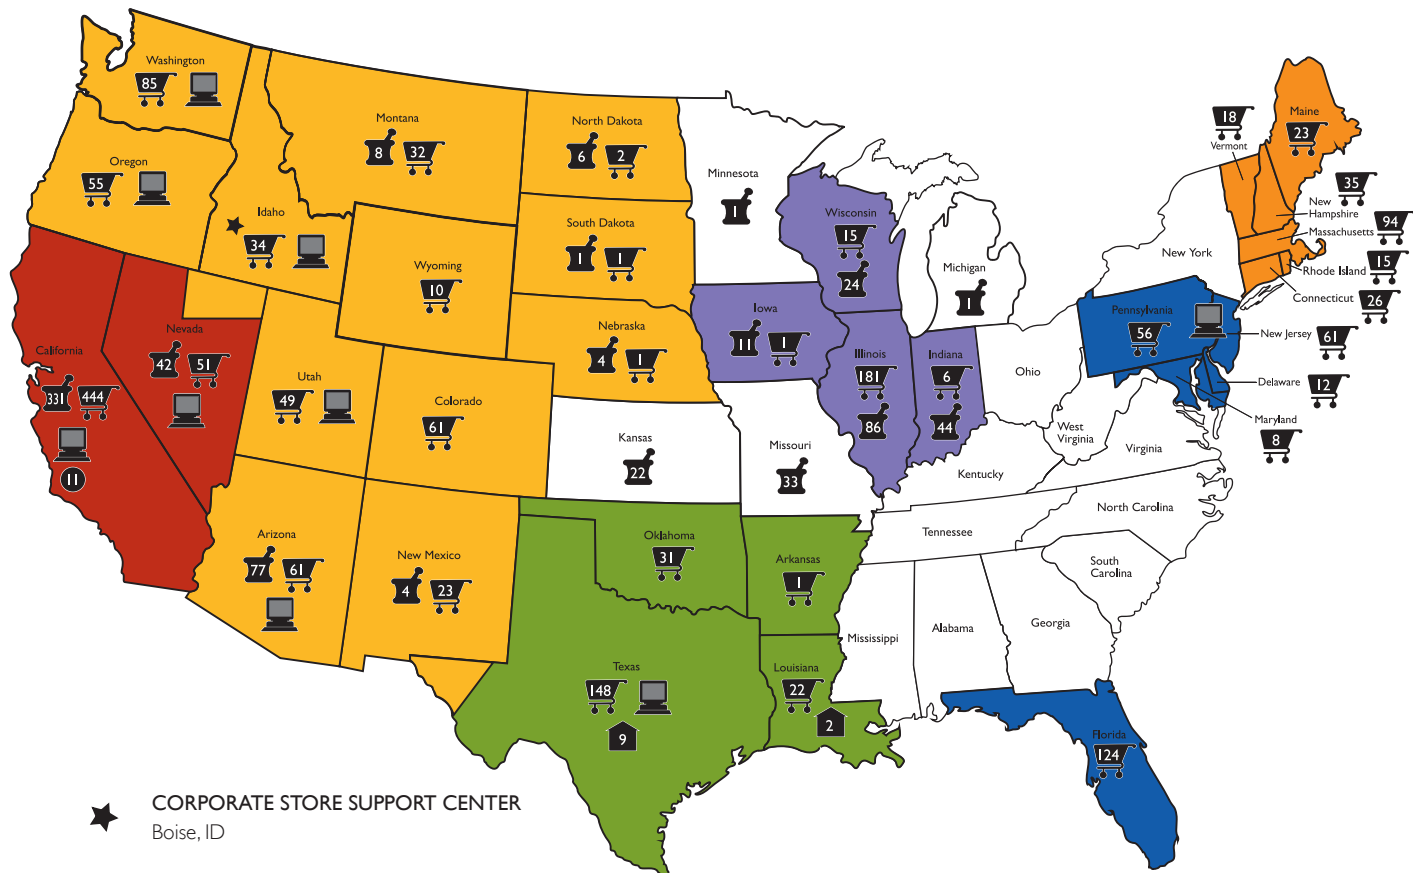 Washington
85
Oregon
55
Idaho
34
Montana
8 32
North Dakota
6 2
South Dakota
1 1
Wyoming
10
Nebraska
4 1
Nevada
42 51
California
331 444
11
Utah
49
Colorado
61
Arizona
77 61
New Mexico
4 23
Kansas
22
Oklahoma
31
Texas
148
9
Minnesota
1
Wisconsin
15
24
Iowa
11 1
Illinois
181
86
Indiana
6
44
Michigan
1
Missouri
33
Arkansas
1
Louisiana
22
2
Ohio
Kentucky
West
Virginia
Virginia
Tennessee
North Carolina
South
Carolina
Mississippi
Alabama
Georgia
Florida
124
New York
Pennsylvania
56
Maine
23
18
Vermont
35
New
Hampshire
94
Massachusetts
Rhode Island
15
Connecticut
26
New Jersey
61
Delaware
12
Maryland
8
CORPORATE STORE SUPPORT CENTER
Boise, ID